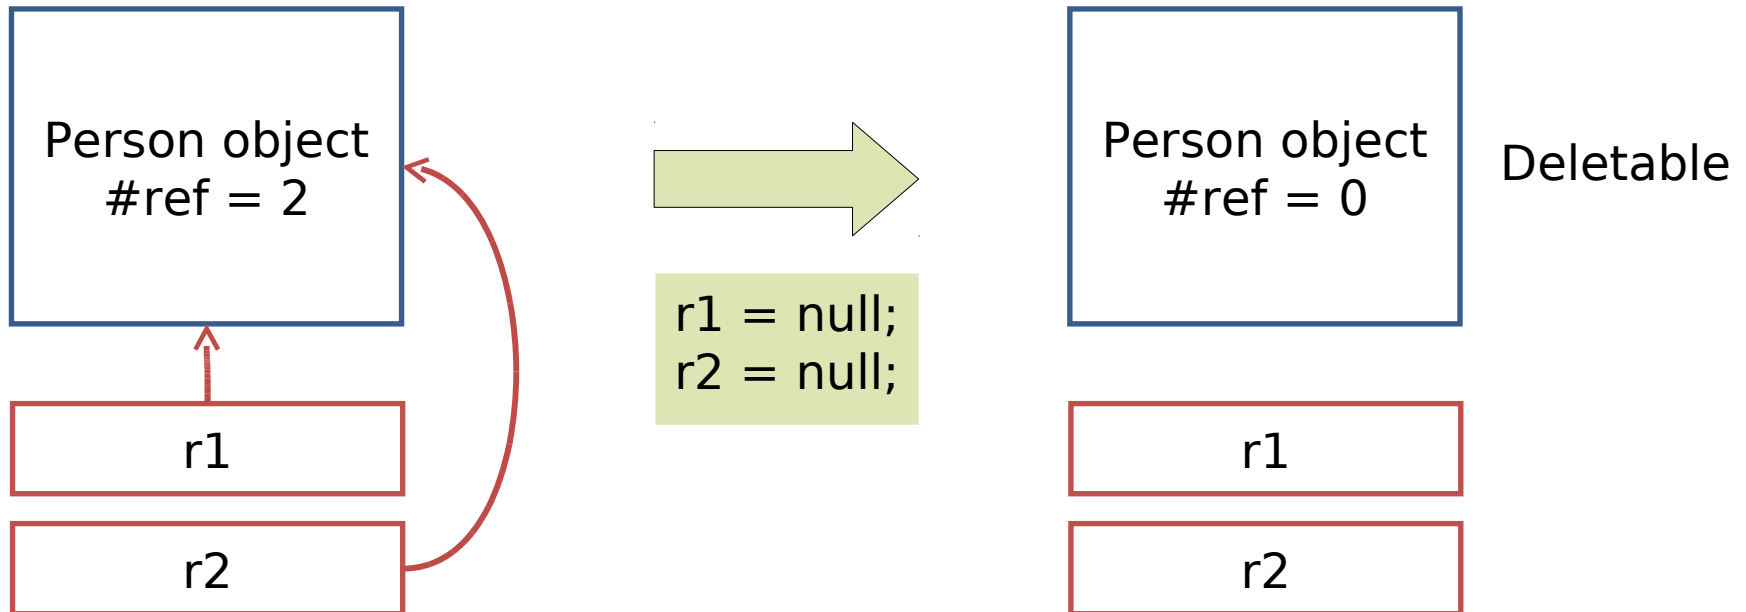 Person object
#ref = 2
r1
r2
r1 = null;
r2 = null;
Person object
#ref = 0
Deletable
r1
r2